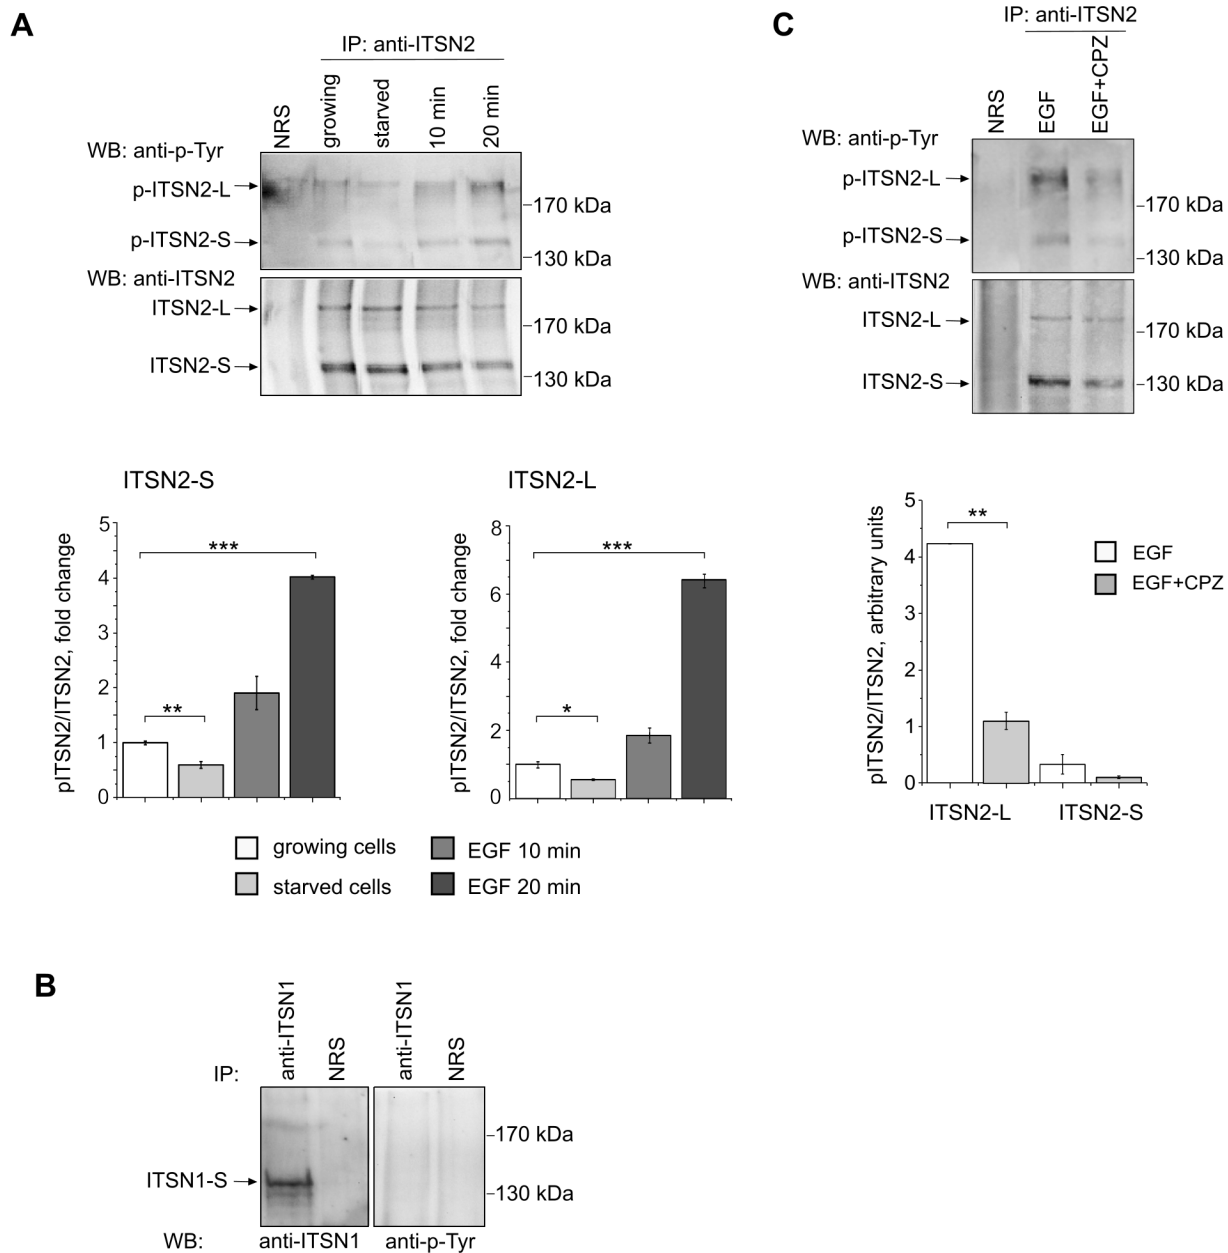 A
IP: anti-ITSN2
NRS
growing
starved
10 min
20 min
WB: anti-p-Tyr
p-ITSN2-L
170 kDa
p-ITSN2-S
130 kDa
WB: anti-ITSN2
ITSN2-L
170 kDa
ITSN2-S
130 kDa
ITSN2-S
pITSN2/ITSN2, fold change
5
4
3
2
1
0
***
**
ITSN2-L
pITSN2/ITSN2, fold change
8
6
4
2
0
***
*
growing cells
starved cells
EGF 10 min
EGF 20 min
C
IP: anti-ITSN2
NRS
EGF
EGF+CPZ
WB: anti-p-Tyr
p-ITSN2-L
170 kDa
p-ITSN2-S
130 kDa
WB: anti-ITSN2
ITSN2-L
170 kDa
ITSN2-S
130 kDa
pITSN2/ITSN2, arbitrary units
5
4
3
2
1
0
**
EGF
EGF+CPZ
ITSN2-L
ITSN2-S
B
IP:
anti-ITSN1
NRS
anti-ITSN1
NRS
170 kDa
ITSN1-S
130 kDa
WB:
anti-ITSN1
anti-p-Tyr